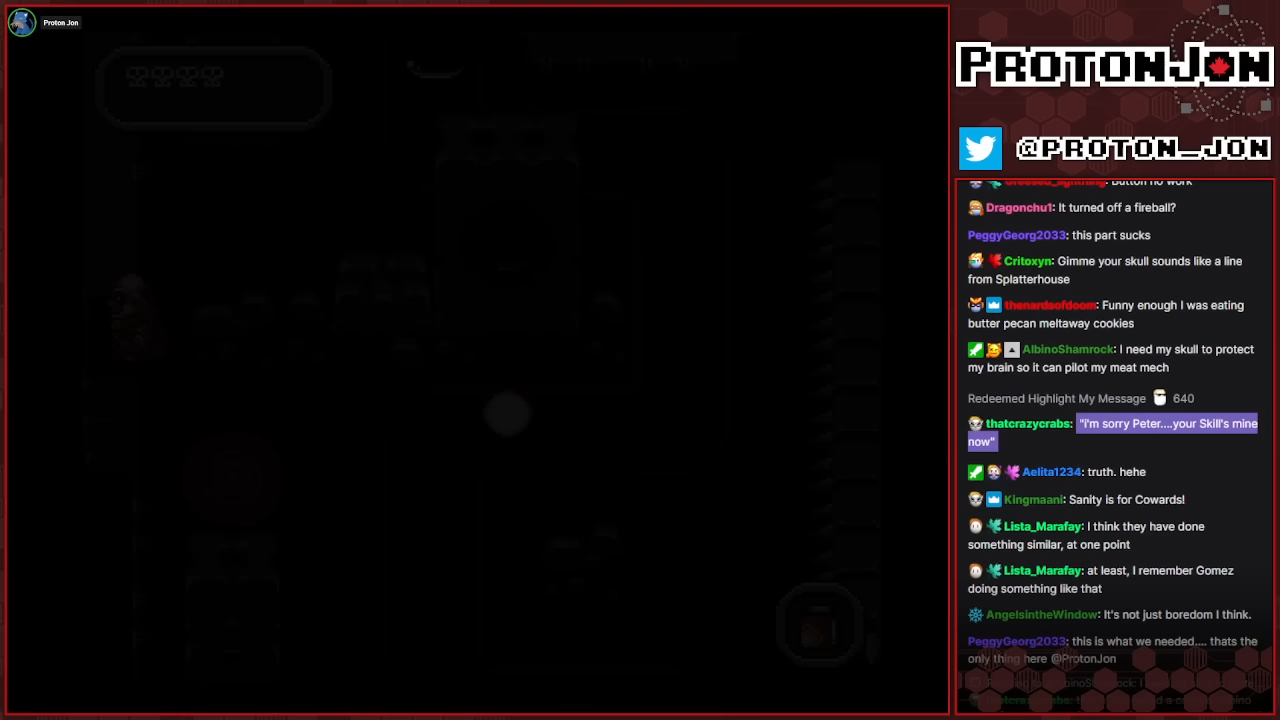 Proton Jon
PROTONJON
@PROTON_JON
Button no work
Dragonchu1: It turned off a fireball?
PeggyGeorg2033: this part sucks
Critoxyn: Gimme your skull sounds like a line
from Splatterhouse
thenardsofdoom: Funny enough I was eating
butter pecan meltaway cookies
AlbinoShamrock: I need my skull to protect
my brain so it can pilot my meat mech
Redeemed Highlight My Message 640
thatcrazycrabs: "i'm sorry Peter....your Skill's mine
now"
Aelita1234: truth. hehe
Kingmaani: Sanity is for Cowards!
Lista_Marafay: I think they have done
something similar, at one point
Lista_Marafay: at least, I remember Gomez
doing something like that
AngelsintheWindow: It's not just boredom I think.
PeggyGeorg2033: this is what we needed.... thats the
only thing here @ProtonJon